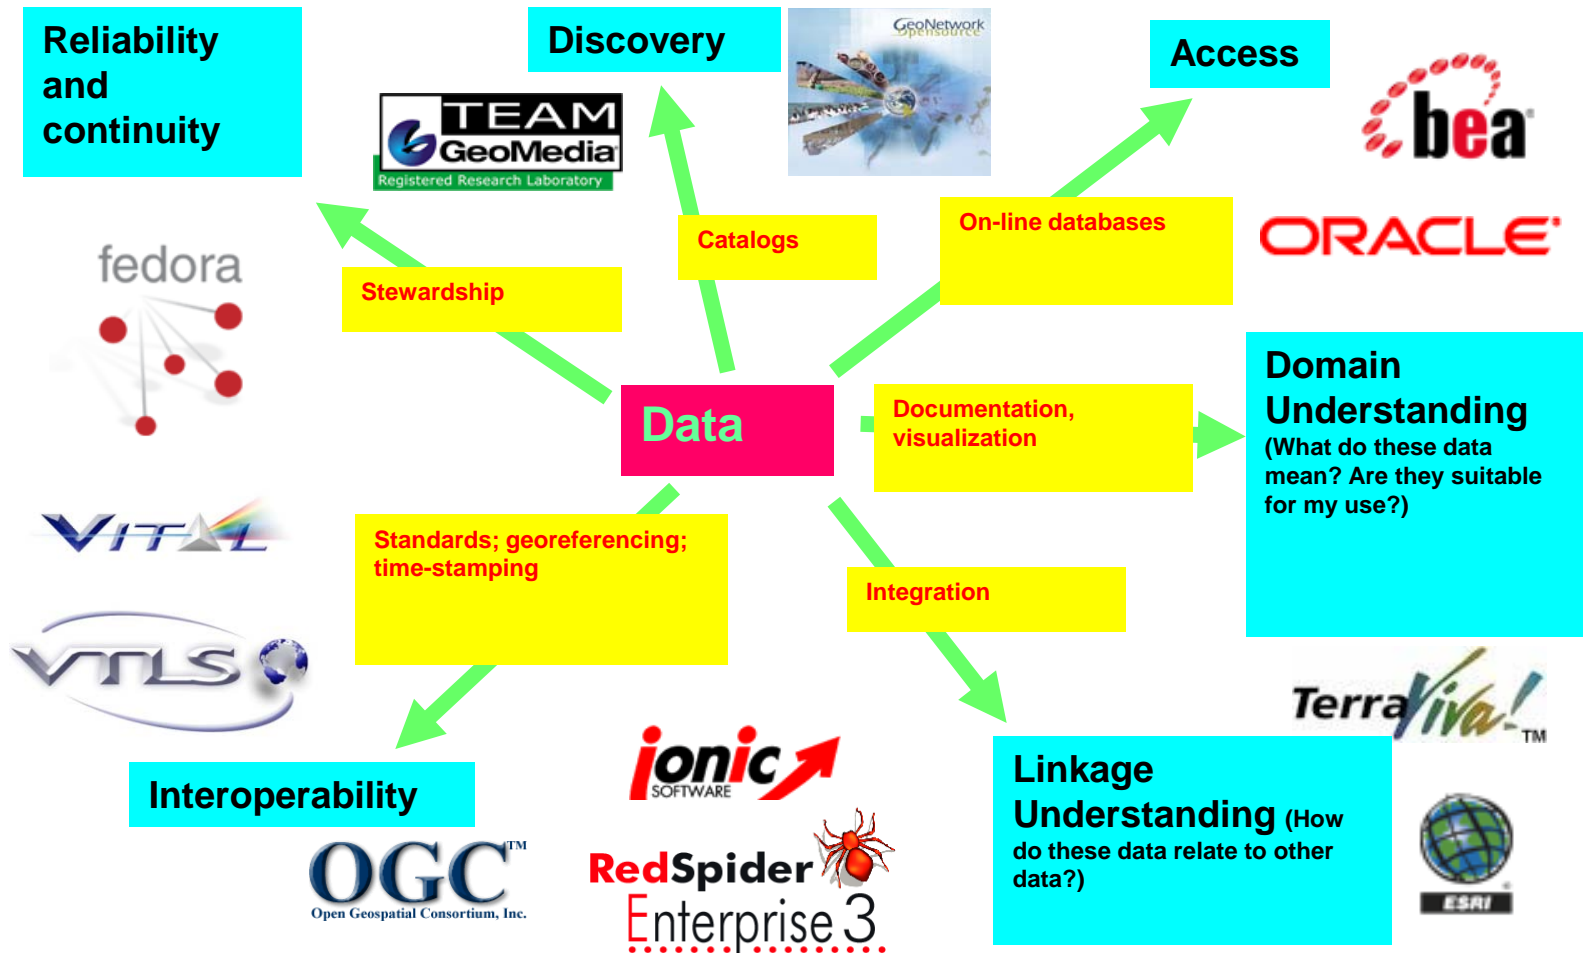 Reliability
and
continuity
Discovery
GeoNetwork
Opensource
Access
bea
TEAM
GeoMedia
Registered Research Laboratory
On-line databases
ORACLE
Catalogs
fedora
Stewardship
Data
Documentation,
visualization
Domain
Understanding
(What do these data
mean? Are they suitable
for my use?)
VITAL
Standards; georeferencing;
time-stamping
Integration
VTLS
TerraViva!™
Interoperability
ionic
SOFTWARE
Linkage
Understanding (How
do these data relate to other
data?)
OGC™
Open Geospatial Consortium, Inc.
RedSpider
Enterprise 3
ESRI